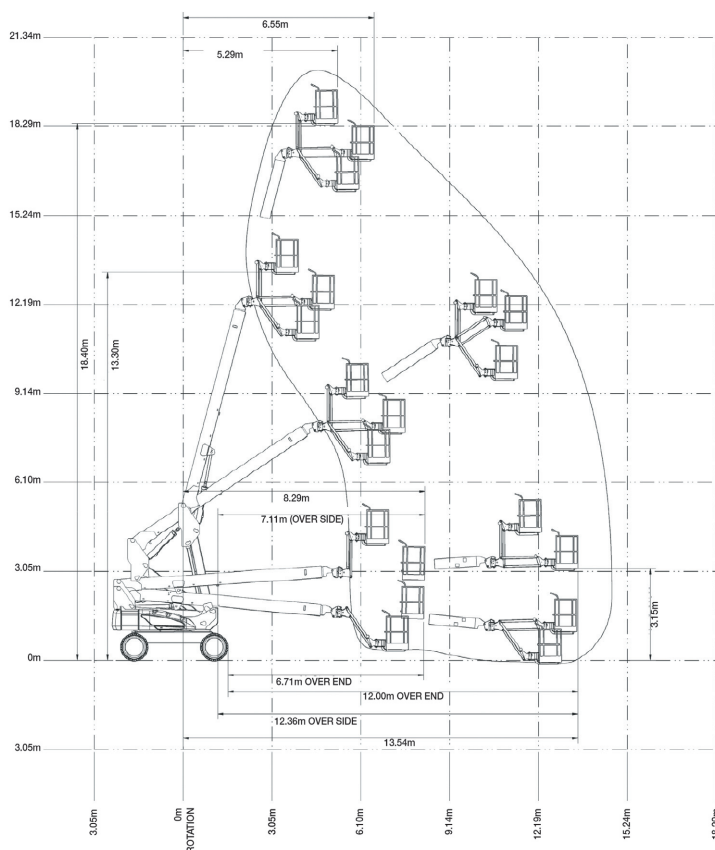 6.55m
21.34m
5.29m
18.29m
15.24m
12.19m
18.40m
13.30m
9.14m
6.10m
8.29m
7.11m (OVER SIDE)
3.05m
3.15m
0m
6.71m OVER END
12.00m OVER END
12.36m OVER SIDE
13.54m
3.05m
3.05m
0m
ROTATION
3.05m
6.10m
9.14m
12.19m
15.24m